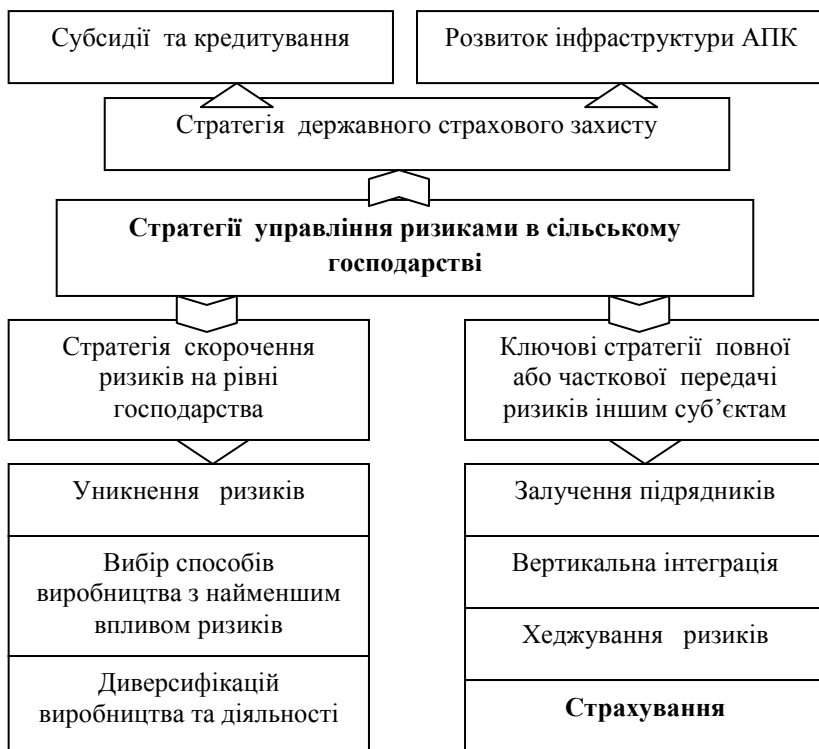 Субсидії та кредитування
Розвиток інфраструктури АПК
Стратегія державного страхового захисту
Стратегії управління ризиками в сільському
господарстві
Стратегія скорочення
ризиків на рівні
господарства
Ключові стратегії повної
або часткової передачі
ризиків іншим суб’єктам
Уникнення ризиків
Вибір способів
виробництва з найменшим
впливом ризиків
Диверсифікацій
виробництва та діяльності
Залучення підрядників
Вертикальна інтеграція
Хеджування ризиків
Страхування